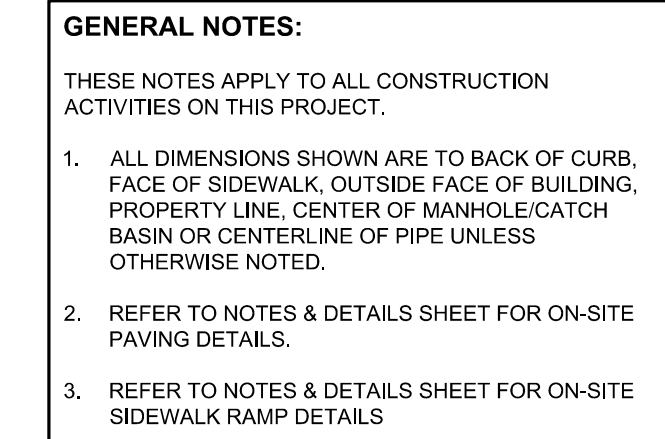 GENERAL NOTES:
THESE NOTES APPLY TO ALL CONSTRUCTION
ACTIVITIES ON THIS PROJECT.
1. ALL DIMENSIONS SHOWN ARE TO BACK OF CURB,
FACE OF SIDEWALK, OUTSIDE FACE OF BUILDING,
PROPERTY LINE, CENTER OF MANHOLE/CATCH
BASIN OR CENTERLINE OF PIPE UNLESS
OTHERWISE NOTED.
2. REFER TO NOTES & DETAILS SHEET FOR ON-SITE
PAVING DETAILS.
3. REFER TO NOTES & DETAILS SHEET FOR ON-SITE
SIDEWALK RAMP DETAILS